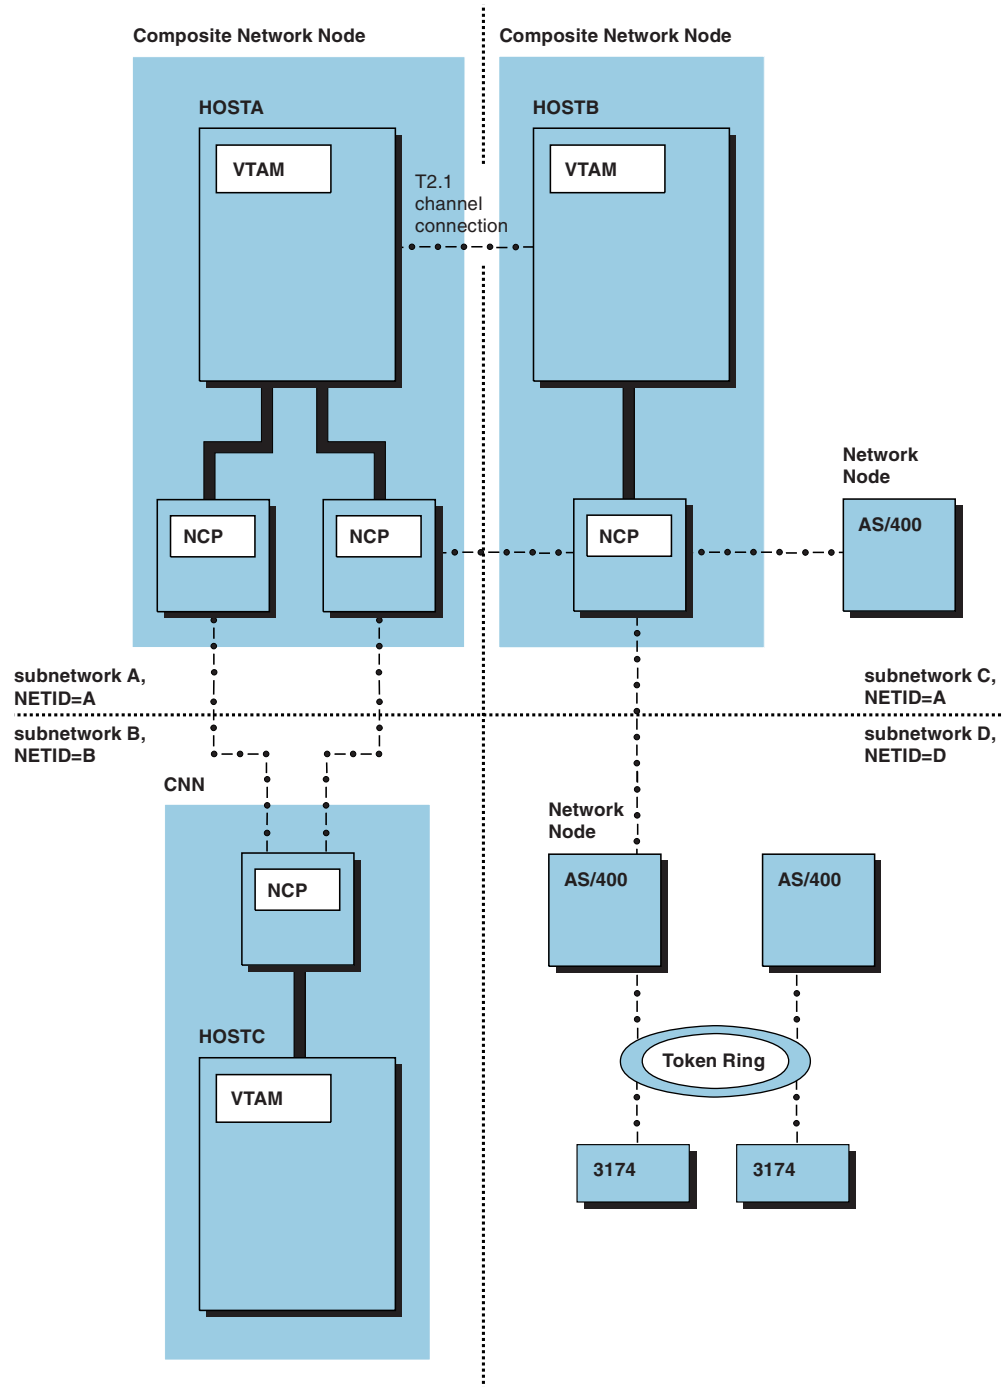 Composite Network Node
Composite Network Node
HOSTA
HOSTB
VTAM
VTAM
T2.1
channel
connection
Network
Node
AS/400
NCP
NCP
NCP
subnetwork A,
NETID=A
subnetwork C,
NETID=A
subnetwork B,
NETID=B
subnetwork D,
NETID=D
CNN
Network
Node
NCP
AS/400
AS/400
HOSTC
Token Ring
VTAM
3174
3174